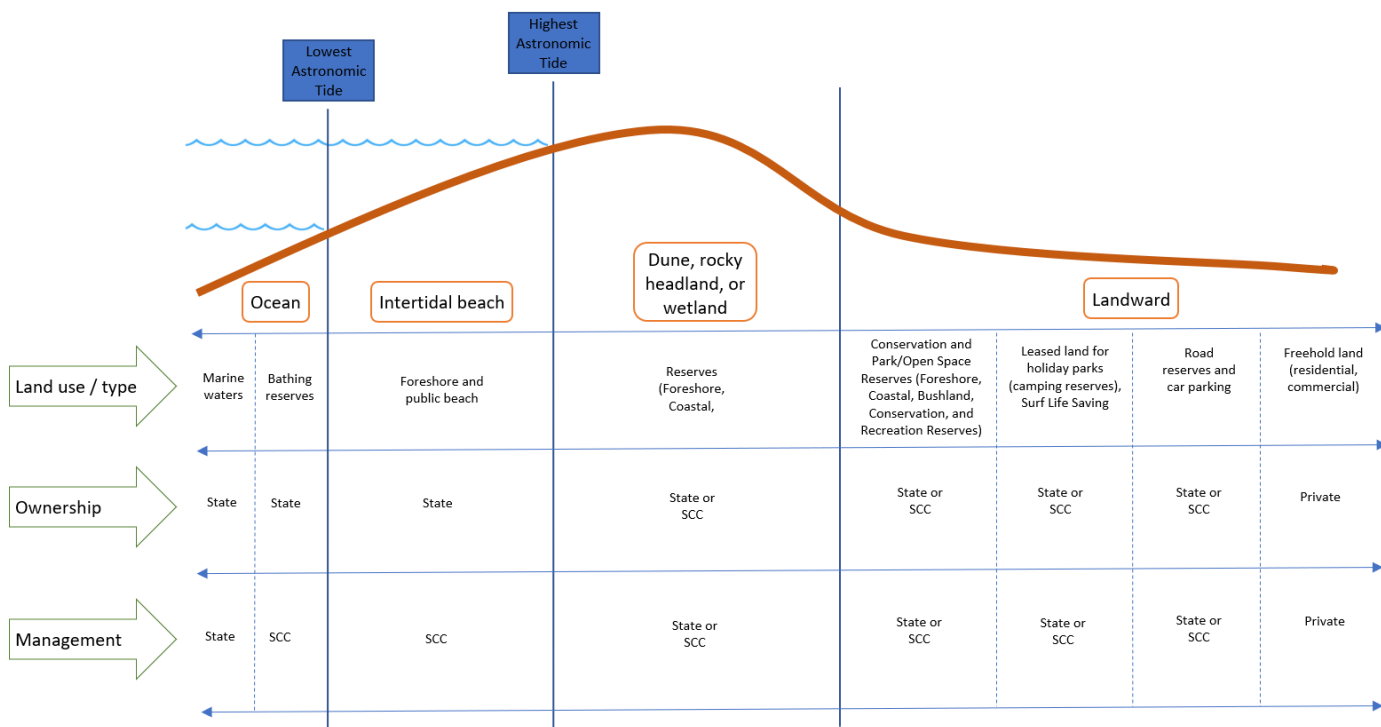 Lowest
Astronomic
Tide
Highest
Astronomic
Tide
Ocean
Intertidal beach
Dune, rocky
headland, or
wetland
Landward
Land use / type
Marine
waters
Bathing
reserves
Foreshore and
public beach
Reserves
(Foreshore,
Coastal,
Conservation and
Park/Open Space
Reserves (Foreshore,
Coastal, Bushland,
Conservation, and
Recreation Reserves)
Leased land for
holiday parks
(camping reserves),
Surf Life Saving
Road
reserves and
car parking
Freehold land
(residential,
commercial)
Ownership
State
State
State
State or
SCC
State or
SCC
State or
SCC
State or
SCC
Private
Management
State
SCC
SCC
State or
SCC
State or
SCC
State or
SCC
State or
SCC
Private